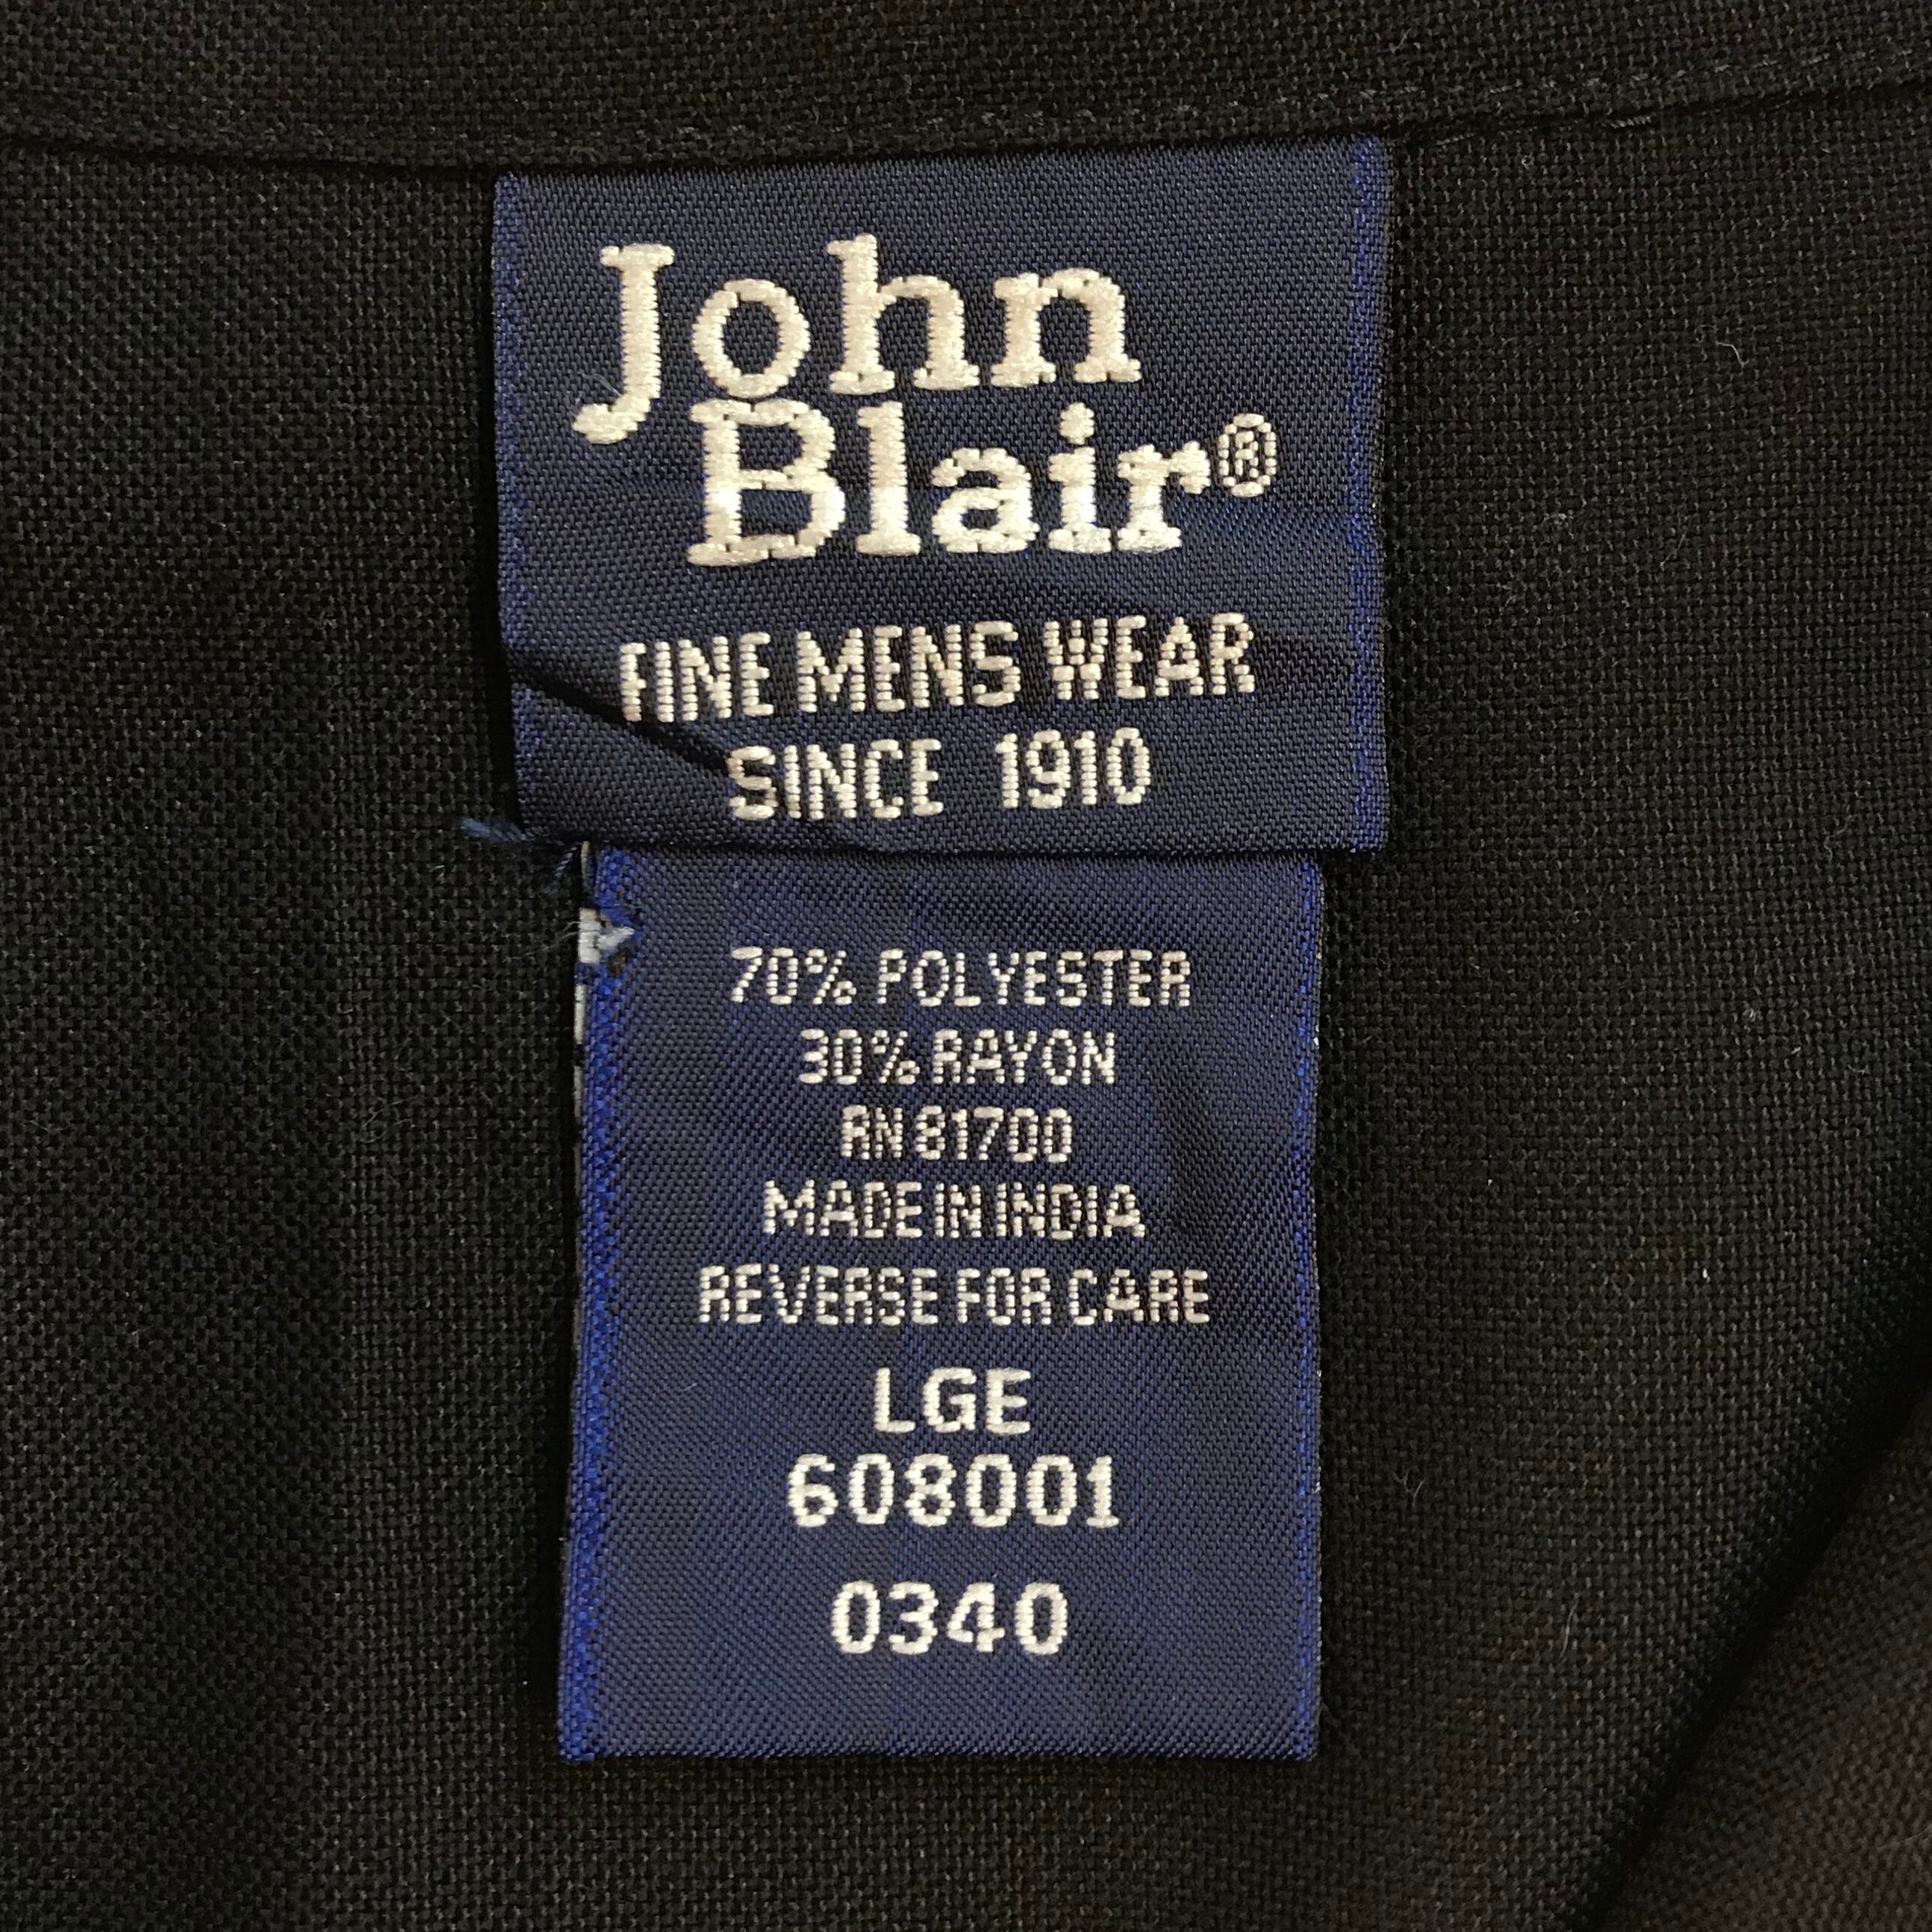 John
Blair®
FINE MENS WEAR
SINCE 1910
70% POLYESTER
30% RAYON
RN 81700
MADE IN INDIA
REVERSE FOR CARE
LGE
608001
0340